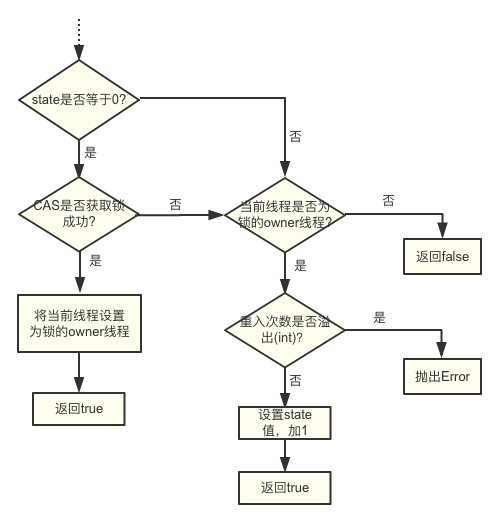 state是否等于0?
否
是
CAS是否获取锁
成功?
否
当前线程是否为
锁的owner线程?
否
返回false
是
是
将当前线程设置
为锁的owner线程
重入次数是否溢
出(int)?
是
抛出Error
否
返回true
设置state
值，加1
返回true